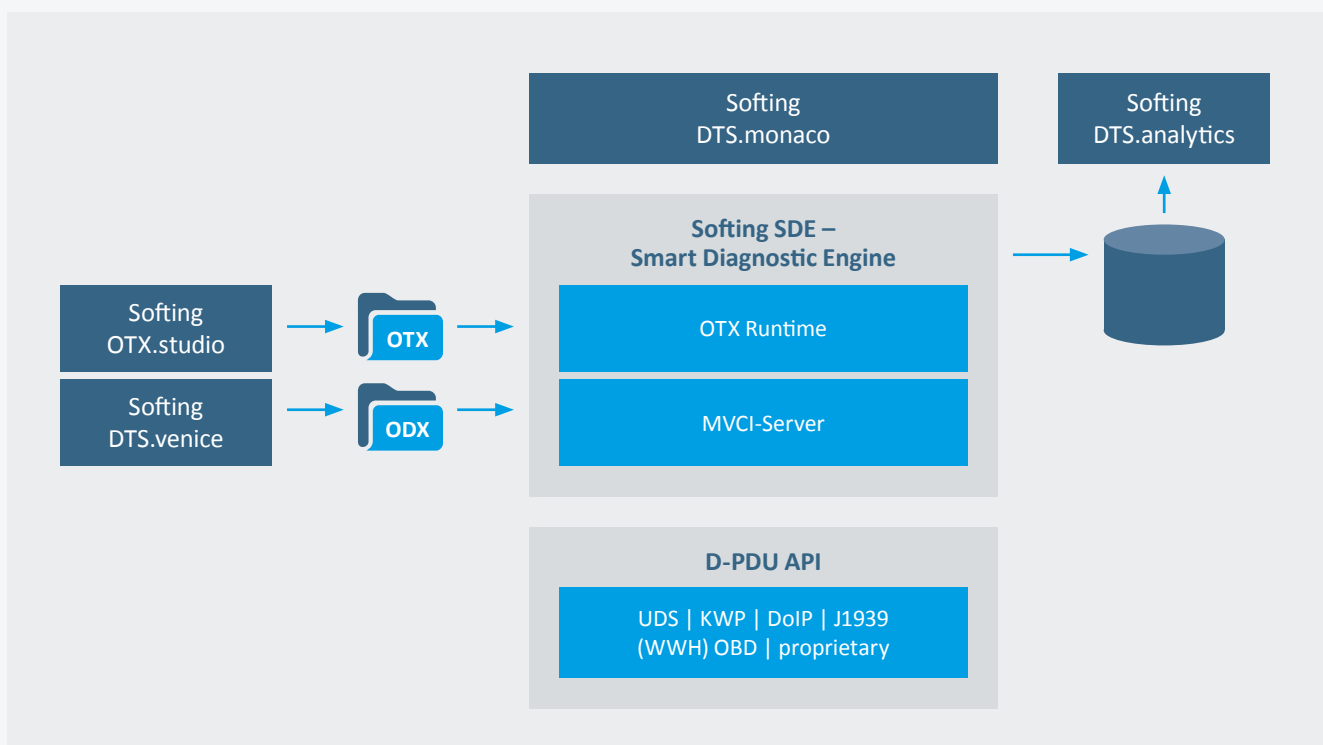 Softing
DTS.monaco
Softing
DTS.analytics
Softing SDE –
Smart Diagnostic Engine
Softing
OTX.studio
OTX
OTX Runtime
Softing
DTS.venice
ODX
MVCI-Server
D-PDU API
UDS | KWP | DoIP | J1939
(WWH) OBD | proprietary